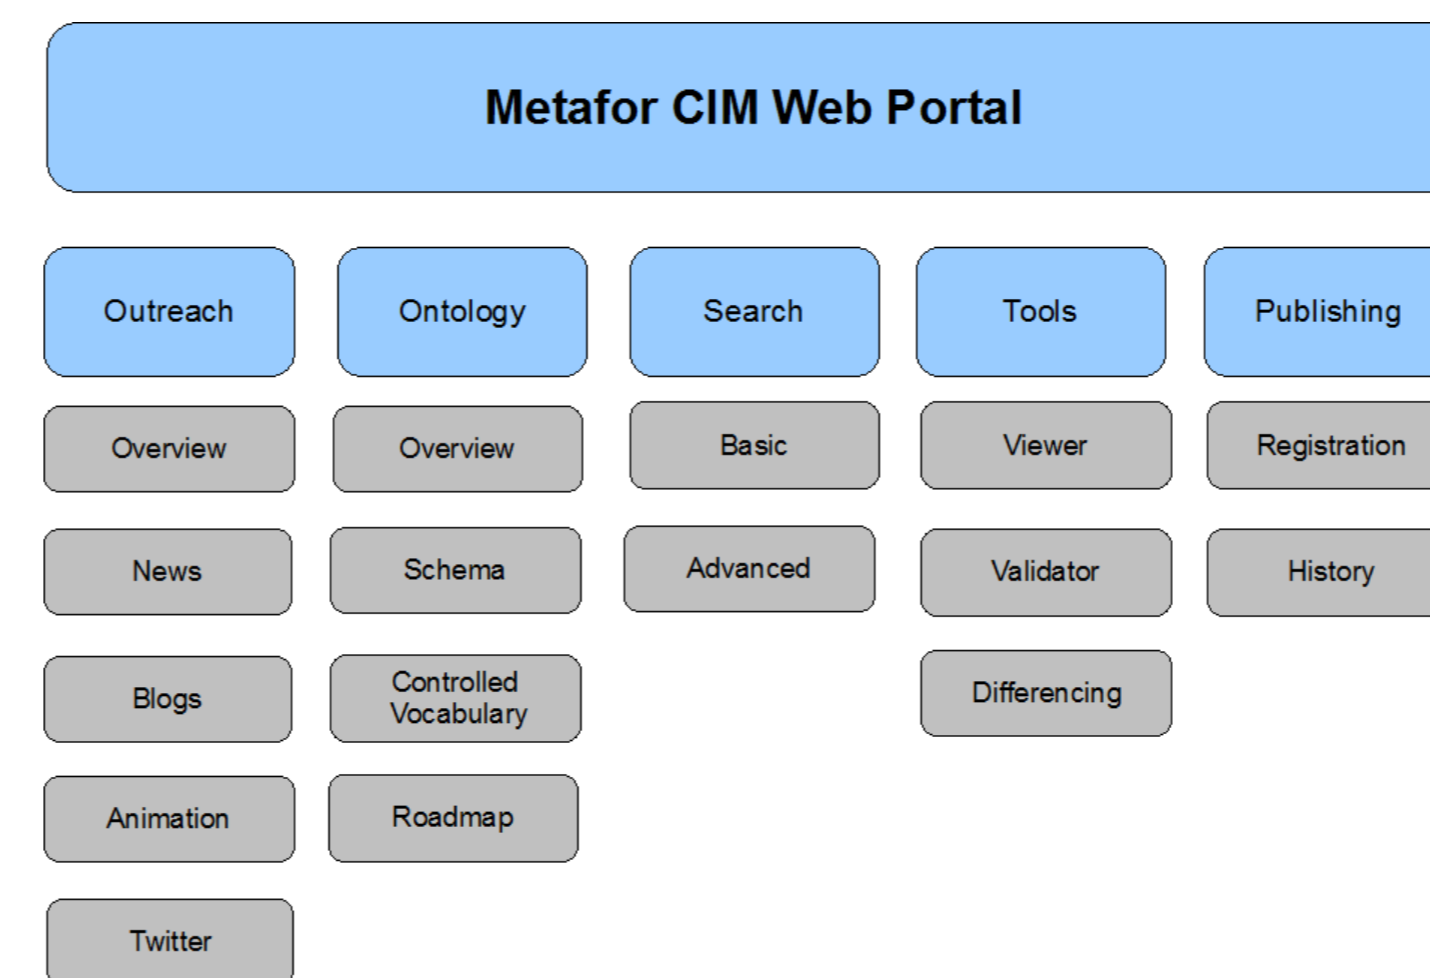 Metafor CIM Web Portal
Outreach
Ontology
Search
Tools
Publishing
Overview
Overview
Basic
Viewer
Registration
News
Schema
Advanced
Validator
History
Blogs
Controlled
Vocabulary
Differencing
Animation
Roadmap
Twitter